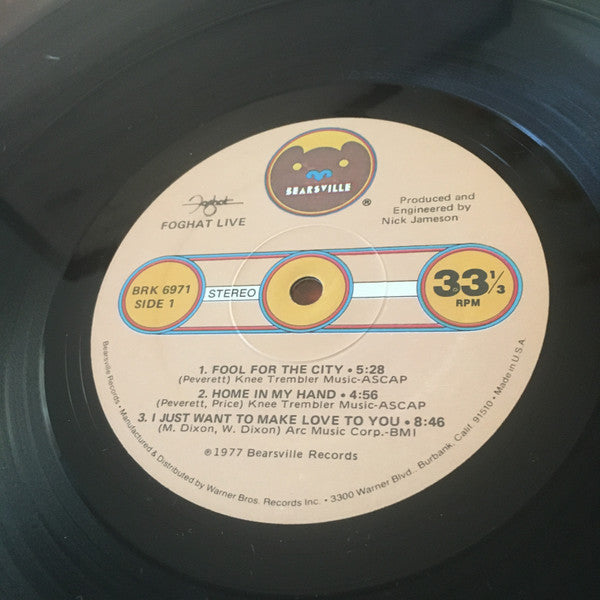 BEARSVILLE
®
Foghat
FOGHAT LIVE
Produced and
Engineered by
Nick Jameson
BRK 6971
SIDE 1
STEREO
33 1/3
RPM
1. FOOL FOR THE CITY • 5:28
(Peverett) Knee Trembler Music-ASCAP
2. HOME IN MY HAND • 4:56
(Peverett, Price) Knee Trembler Music-ASCAP
3. I JUST WANT TO MAKE LOVE TO YOU • 8:46
(M. Dixon, W. Dixon) Arc Music Corp.-BMI
℗1977 Bearsville Records
Bearsville Records. • Manufactured & Distributed by Warner Bros. Records Inc. • 3300 Warner Blvd., Burbank, Calif. 91510 • Made in U.S.A.